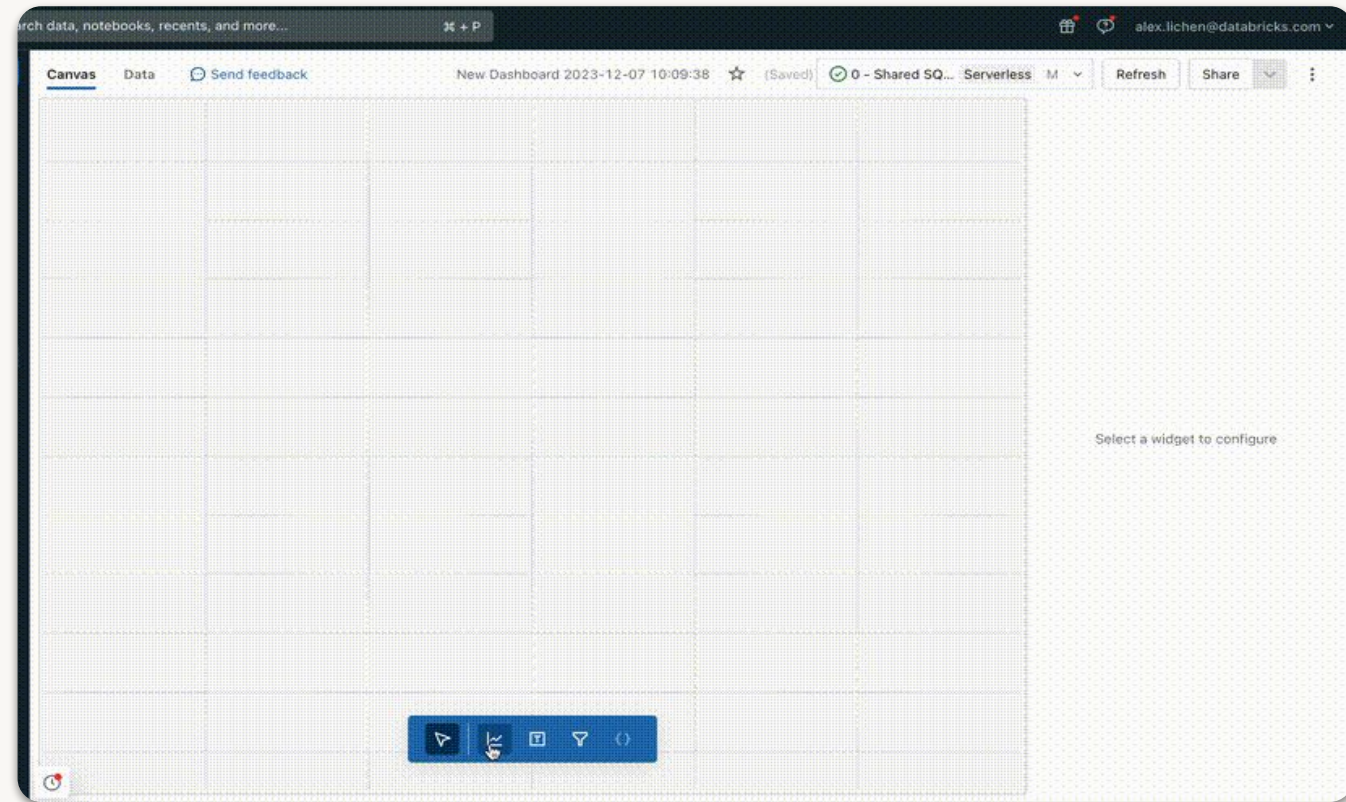 rch data, notebooks, recents, and more... ⌘ + P alex.lichen@databricks.com
Canvas Data Send feedback New Dashboard 2023-12-07 10:09:38 (Saved) 0 - Shared SQ... Serverless M Refresh Share
Select a widget to configure